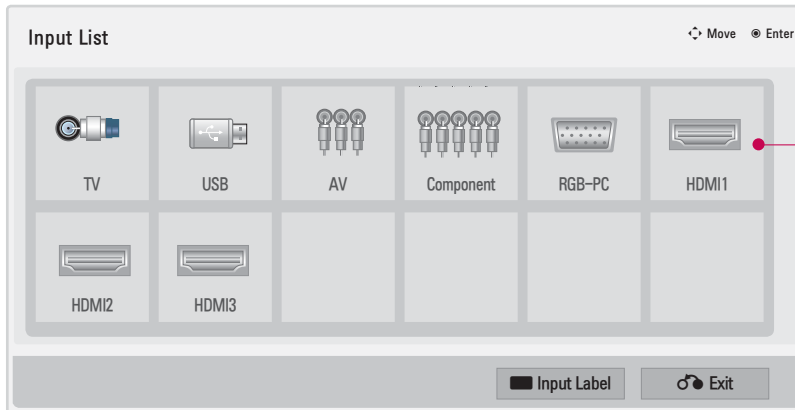 Input List
Move Enter
TV USB AV Component RGB-PC HDMI1
HDMI2 HDMI3
Input Label Exit